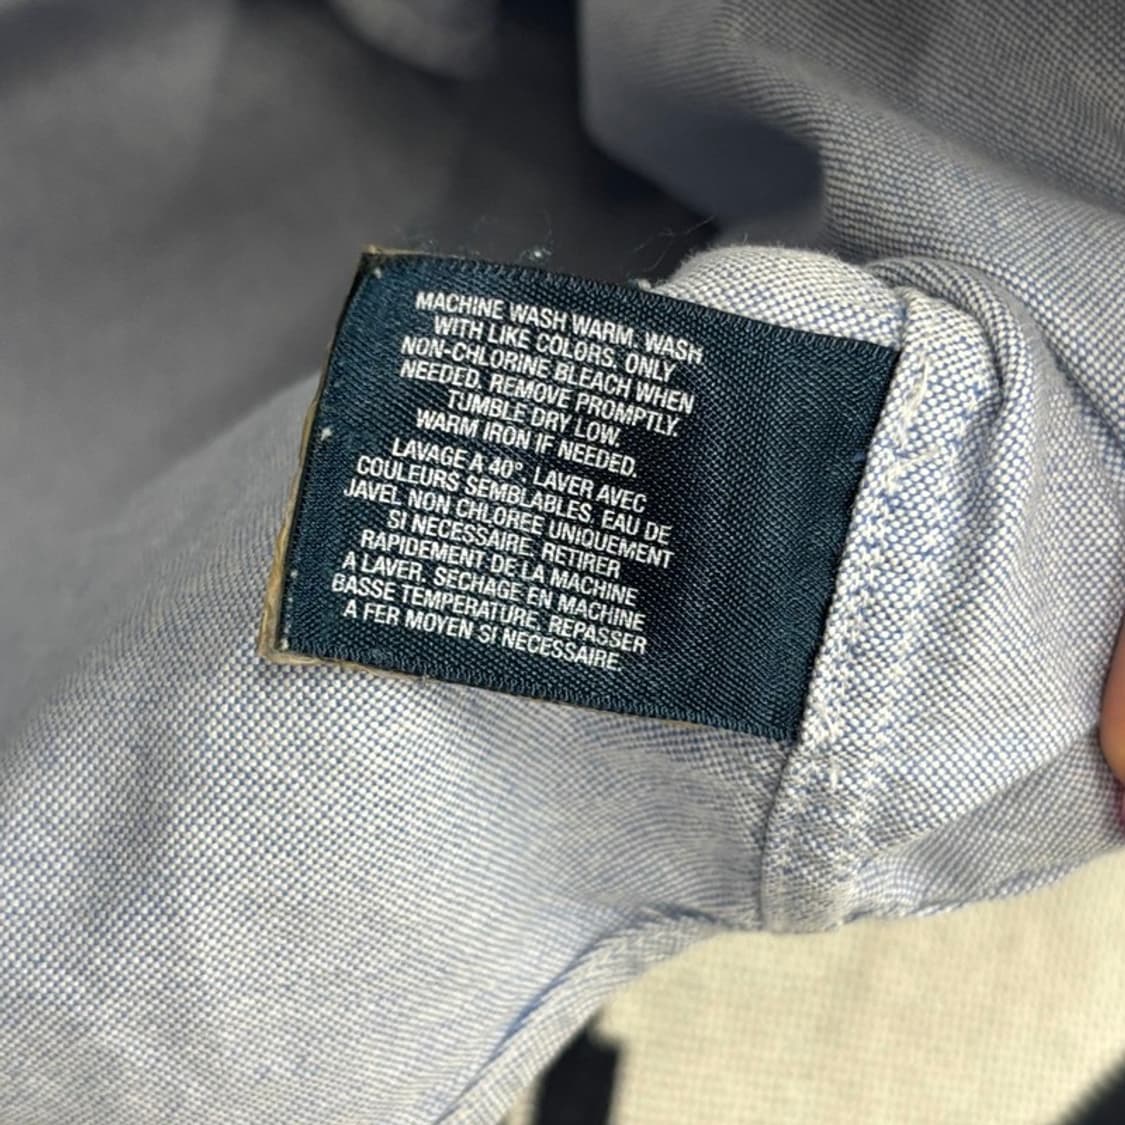 MACHINE WASH WARM. WASH
WITH LIKE COLORS. ONLY
NON-CHLORINE BLEACH WHEN
NEEDED. REMOVE PROMPTLY.
TUMBLE DRY LOW.
WARM IRON IF NEEDED.
LAVAGE A 40°. LAVER AVEC
COULEURS SEMBLABLES. EAU DE
JAVEL NON CHLOREE UNIQUEMENT
SI NECESSAIRE. RETIRER
RAPIDEMENT DE LA MACHINE
A LAVER. SECHAGE EN MACHINE
BASSE TEMPERATURE. REPASSER
A FER MOYEN SI NECESSAIRE.